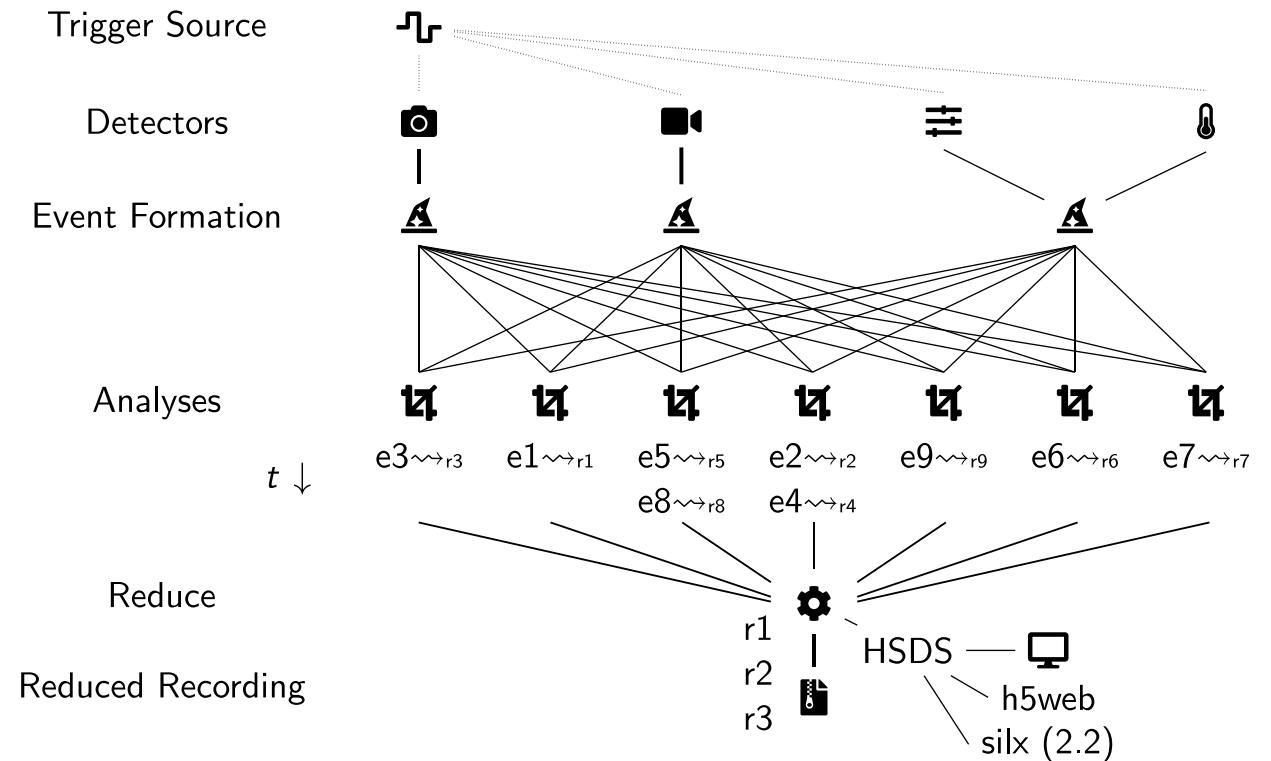 Trigger Source
Detectors
Event Formation
Analyses
e3⤳r3 e1⤳r1 e5⤳r5 e2⤳r2 e9⤳r9 e6⤳r6 e7⤳r7
t ↓
e8⤳r8 e4⤳r4
Reduce
r1
HSDS
r2
Reduced Recording
h5web
r3
silx (2.2)